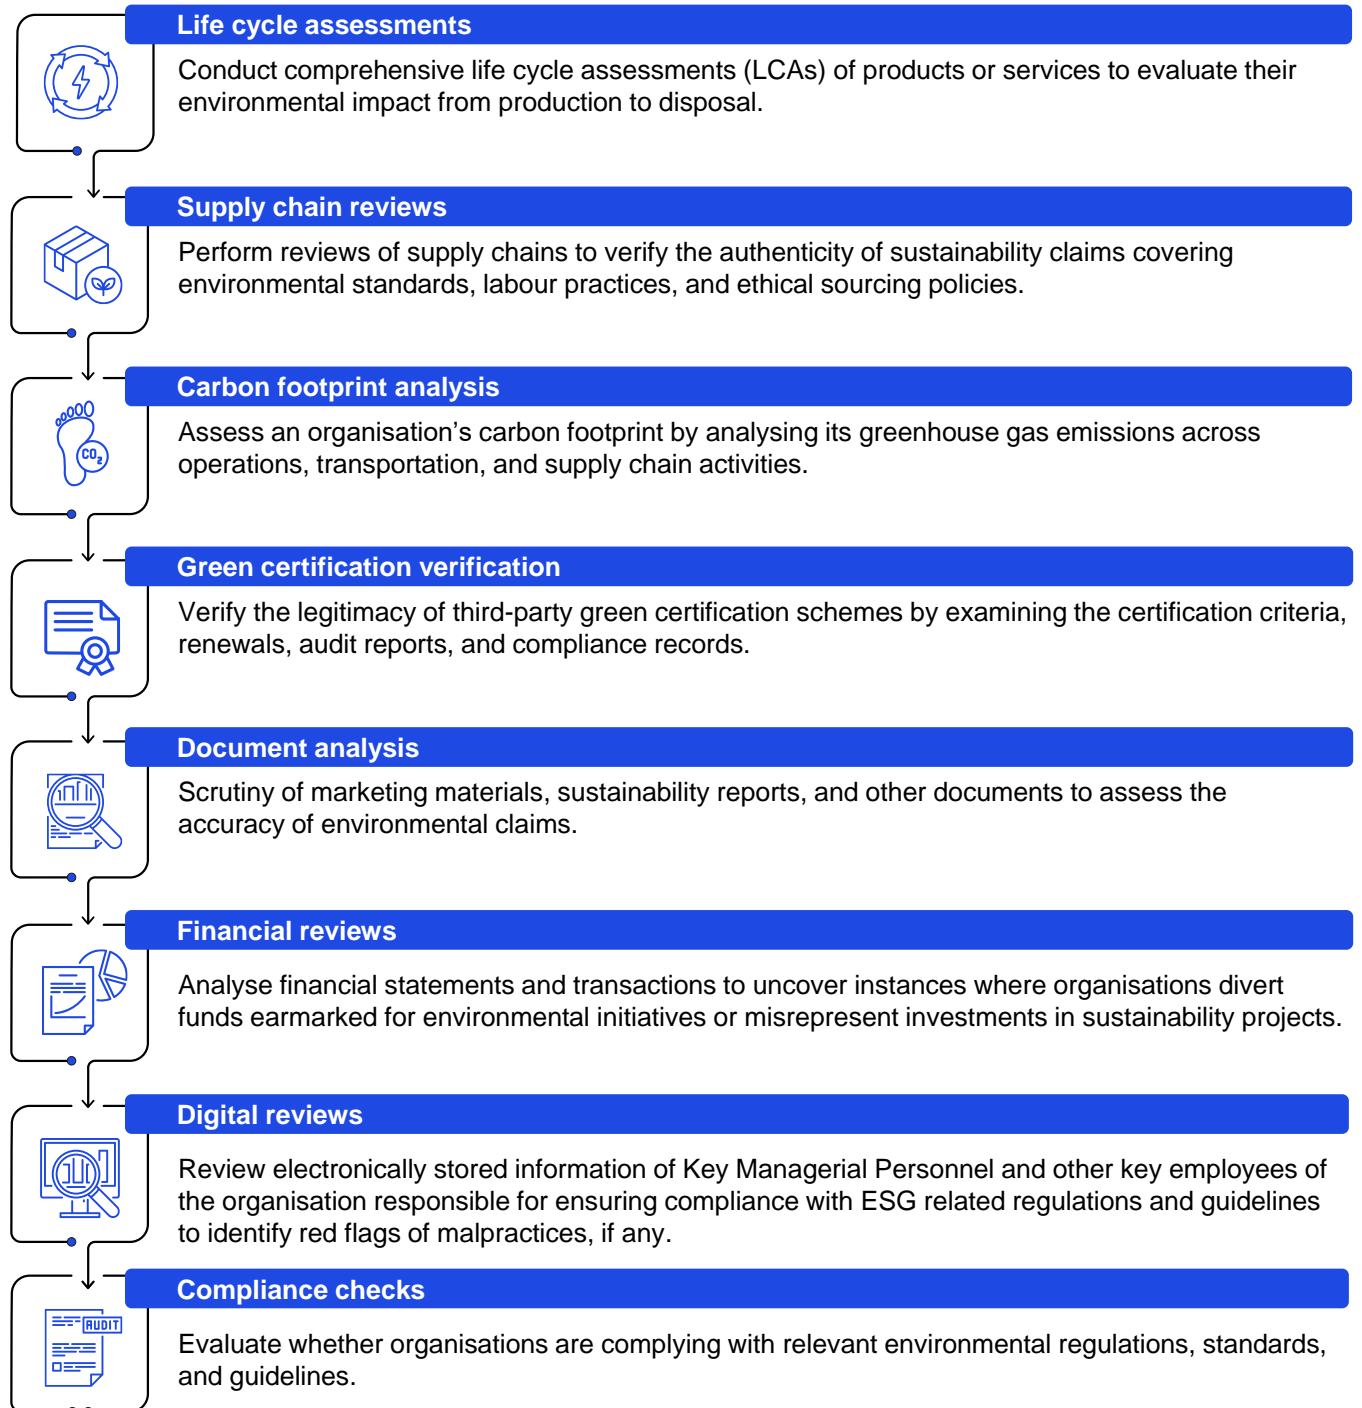 Life cycle assessments
Conduct comprehensive life cycle assessments (LCAs) of products or services to evaluate their
environmental impact from production to disposal.
Supply chain reviews
Perform reviews of supply chains to verify the authenticity of sustainability claims covering
environmental standards, labour practices, and ethical sourcing policies.
Carbon footprint analysis
CO2
Assess an organisation’s carbon footprint by analysing its greenhouse gas emissions across
operations, transportation, and supply chain activities.
Green certification verification
Verify the legitimacy of third-party green certification schemes by examining the certification criteria,
renewals, audit reports, and compliance records.
Document analysis
Scrutiny of marketing materials, sustainability reports, and other documents to assess the
accuracy of environmental claims.
Financial reviews
Analyse financial statements and transactions to uncover instances where organisations divert
funds earmarked for environmental initiatives or misrepresent investments in sustainability projects.
Digital reviews
Review electronically stored information of Key Managerial Personnel and other key employees of
the organisation responsible for ensuring compliance with ESG related regulations and guidelines
to identify red flags of malpractices, if any.
Compliance checks
AUDIT
Evaluate whether organisations are complying with relevant environmental regulations, standards,
and guidelines.